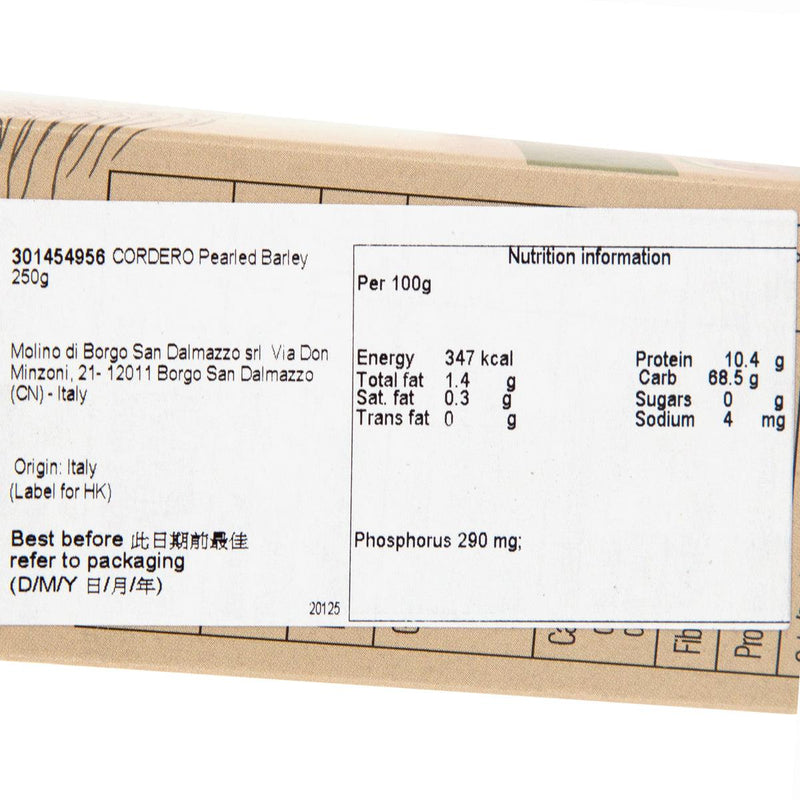 301454956 CORDERO Pearled Barley
250g
Molino di Borgo San Dalmazzo srl Via Don
Minzoni, 21- 12011 Borgo San Dalmazzo
(CN) - Italy
Origin: Italy
(Label for HK)
Best before 此日期前最佳
refer to packaging
(D/M/Y 日/月/年)
20125
Nutrition information
Per 100g
Energy 347 kcal Protein 10.4 g
Total fat 1.4 g Carb 68.5 g
Sat. fat 0.3 g Sugars 0 g
Trans fat 0 g Sodium 4 mg
Phosphorus 290 mg;
Fib
Pro